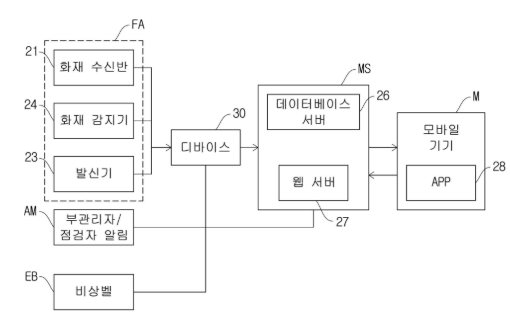 FA
21
화재 수신반
24
화재 감지기
23
발신기
30
디바이스
MS
데이터베이스
서버
26
웹 서버
27
M
모바일
기기
APP
28
AM
부관리자/
점검자 알림
EB
비상벨